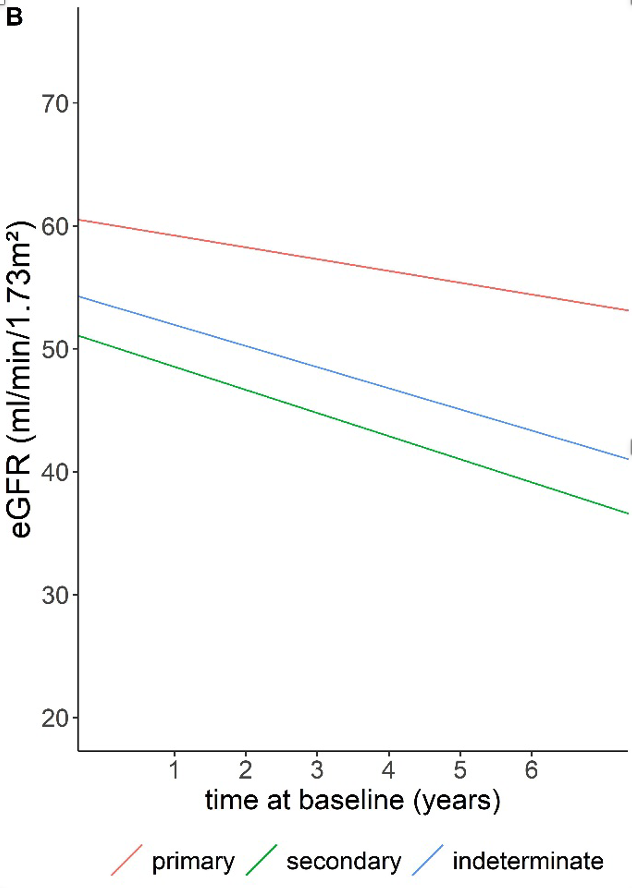 B
eGFR (ml/min/1.73m²)
70
60
50
40
30
20
1 2 3 4 5 6
time at baseline (years)
primary secondary indeterminate